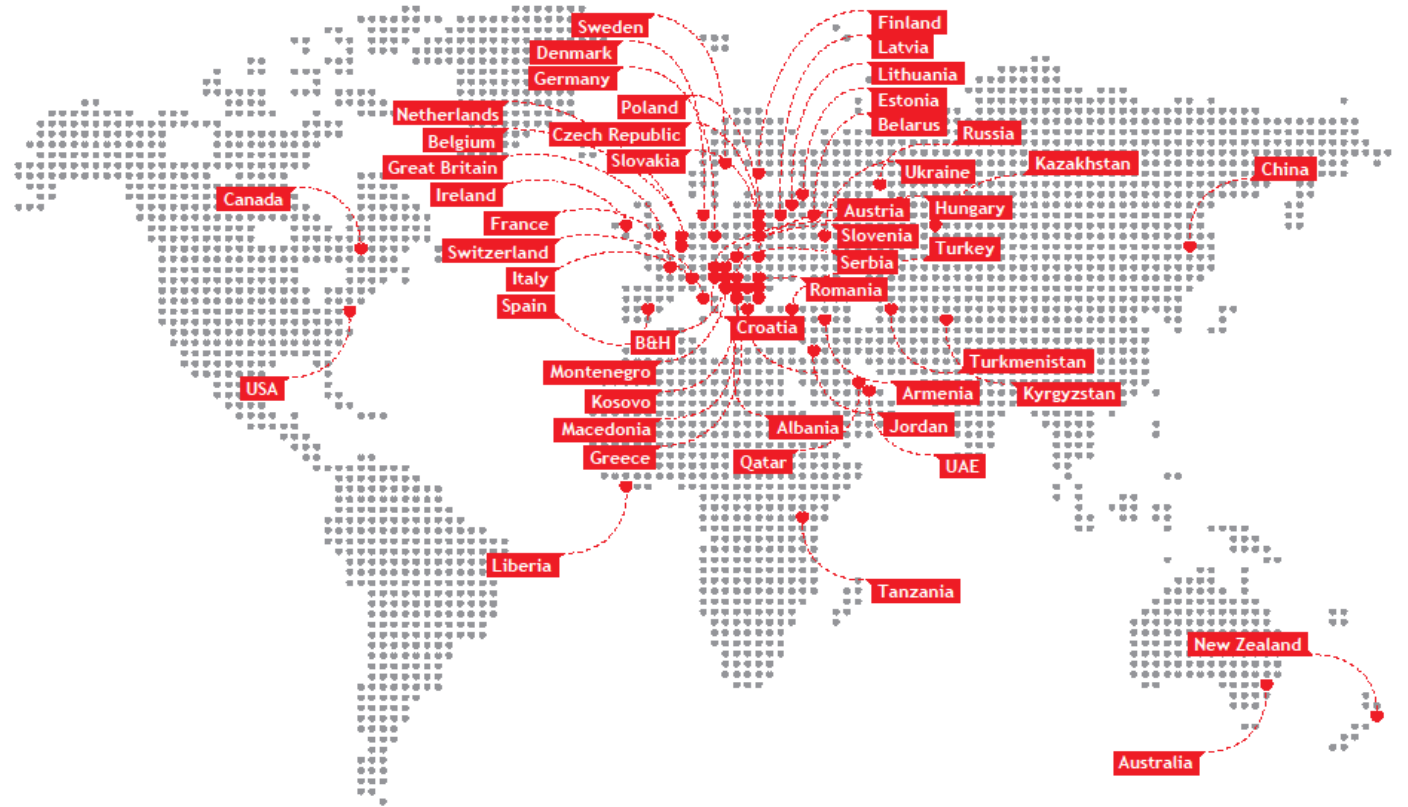 Sweden
Finland
Denmark
Latvia
Germany
Lithuania
Poland
Estonia
Netherlands
Belarus
Czech Republic
Russia
Belgium
Slovakia
Kazakhstan
Great Britain
Ukraine
China
Ireland
Canada
Austria
Hungary
France
Slovenia
Switzerland
Turkey
Serbia
Italy
Romania
Spain
Croatia
B&H
Turkmenistan
Montenegro
USA
Armenia
Kyrgyzstan
Kosovo
Macedonia
Albania
Jordan
Greece
Qatar
UAE
Liberia
Tanzania
New Zealand
Australia